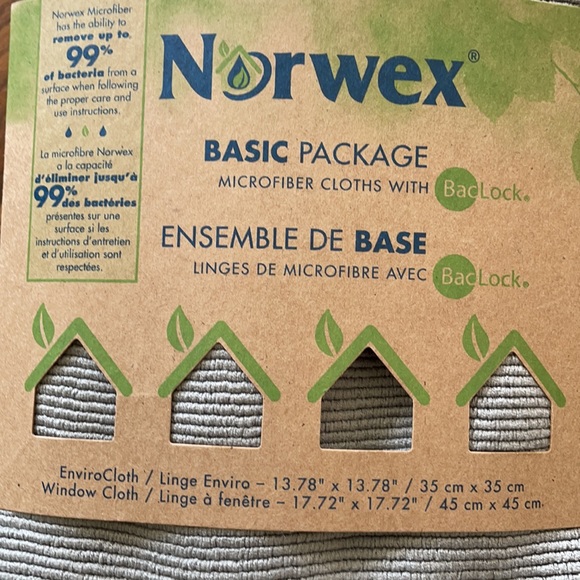 Norwex Microfiber
has the ability to
remove up to
99%
of bacteria from a
surface when following
the proper care and
use instructions.
La microfibre Norwex
a la capacité
d'éliminer jusqu'à
99%
des bactéries
présentes sur une
surface si les
instructions d'entretien
et d'utilisation sont
respectées.
Norwex®
BASIC PACKAGE
MICROFIBER CLOTHS WITH BacLock®
ENSEMBLE DE BASE
LINGES DE MICROFIBRE AVEC BacLock®
EnviroCloth / Linge Enviro – 13.78" x 13.78" / 35 cm x 35 cm
Window Cloth / Linge à fenêtre – 17.72" x 17.72" / 45 cm x 45 cm